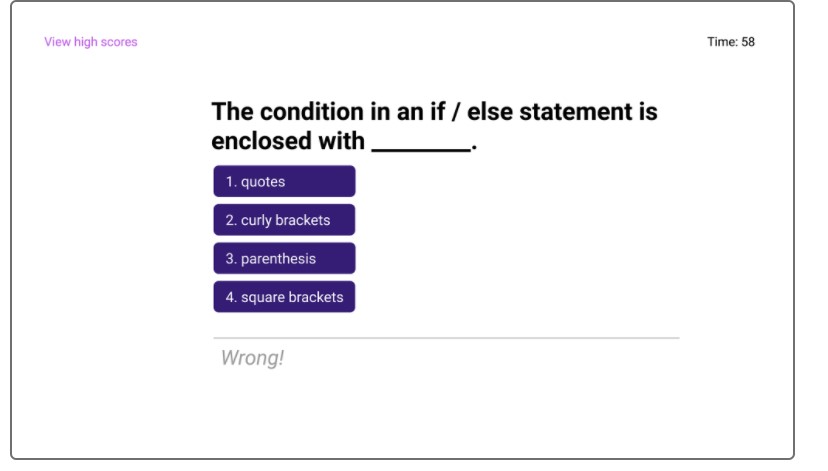 View high scores
Time: 58
The condition in an if / else statement is
enclosed with ________.
1. quotes
2. curly brackets
3. parenthesis
4. square brackets
Wrong!